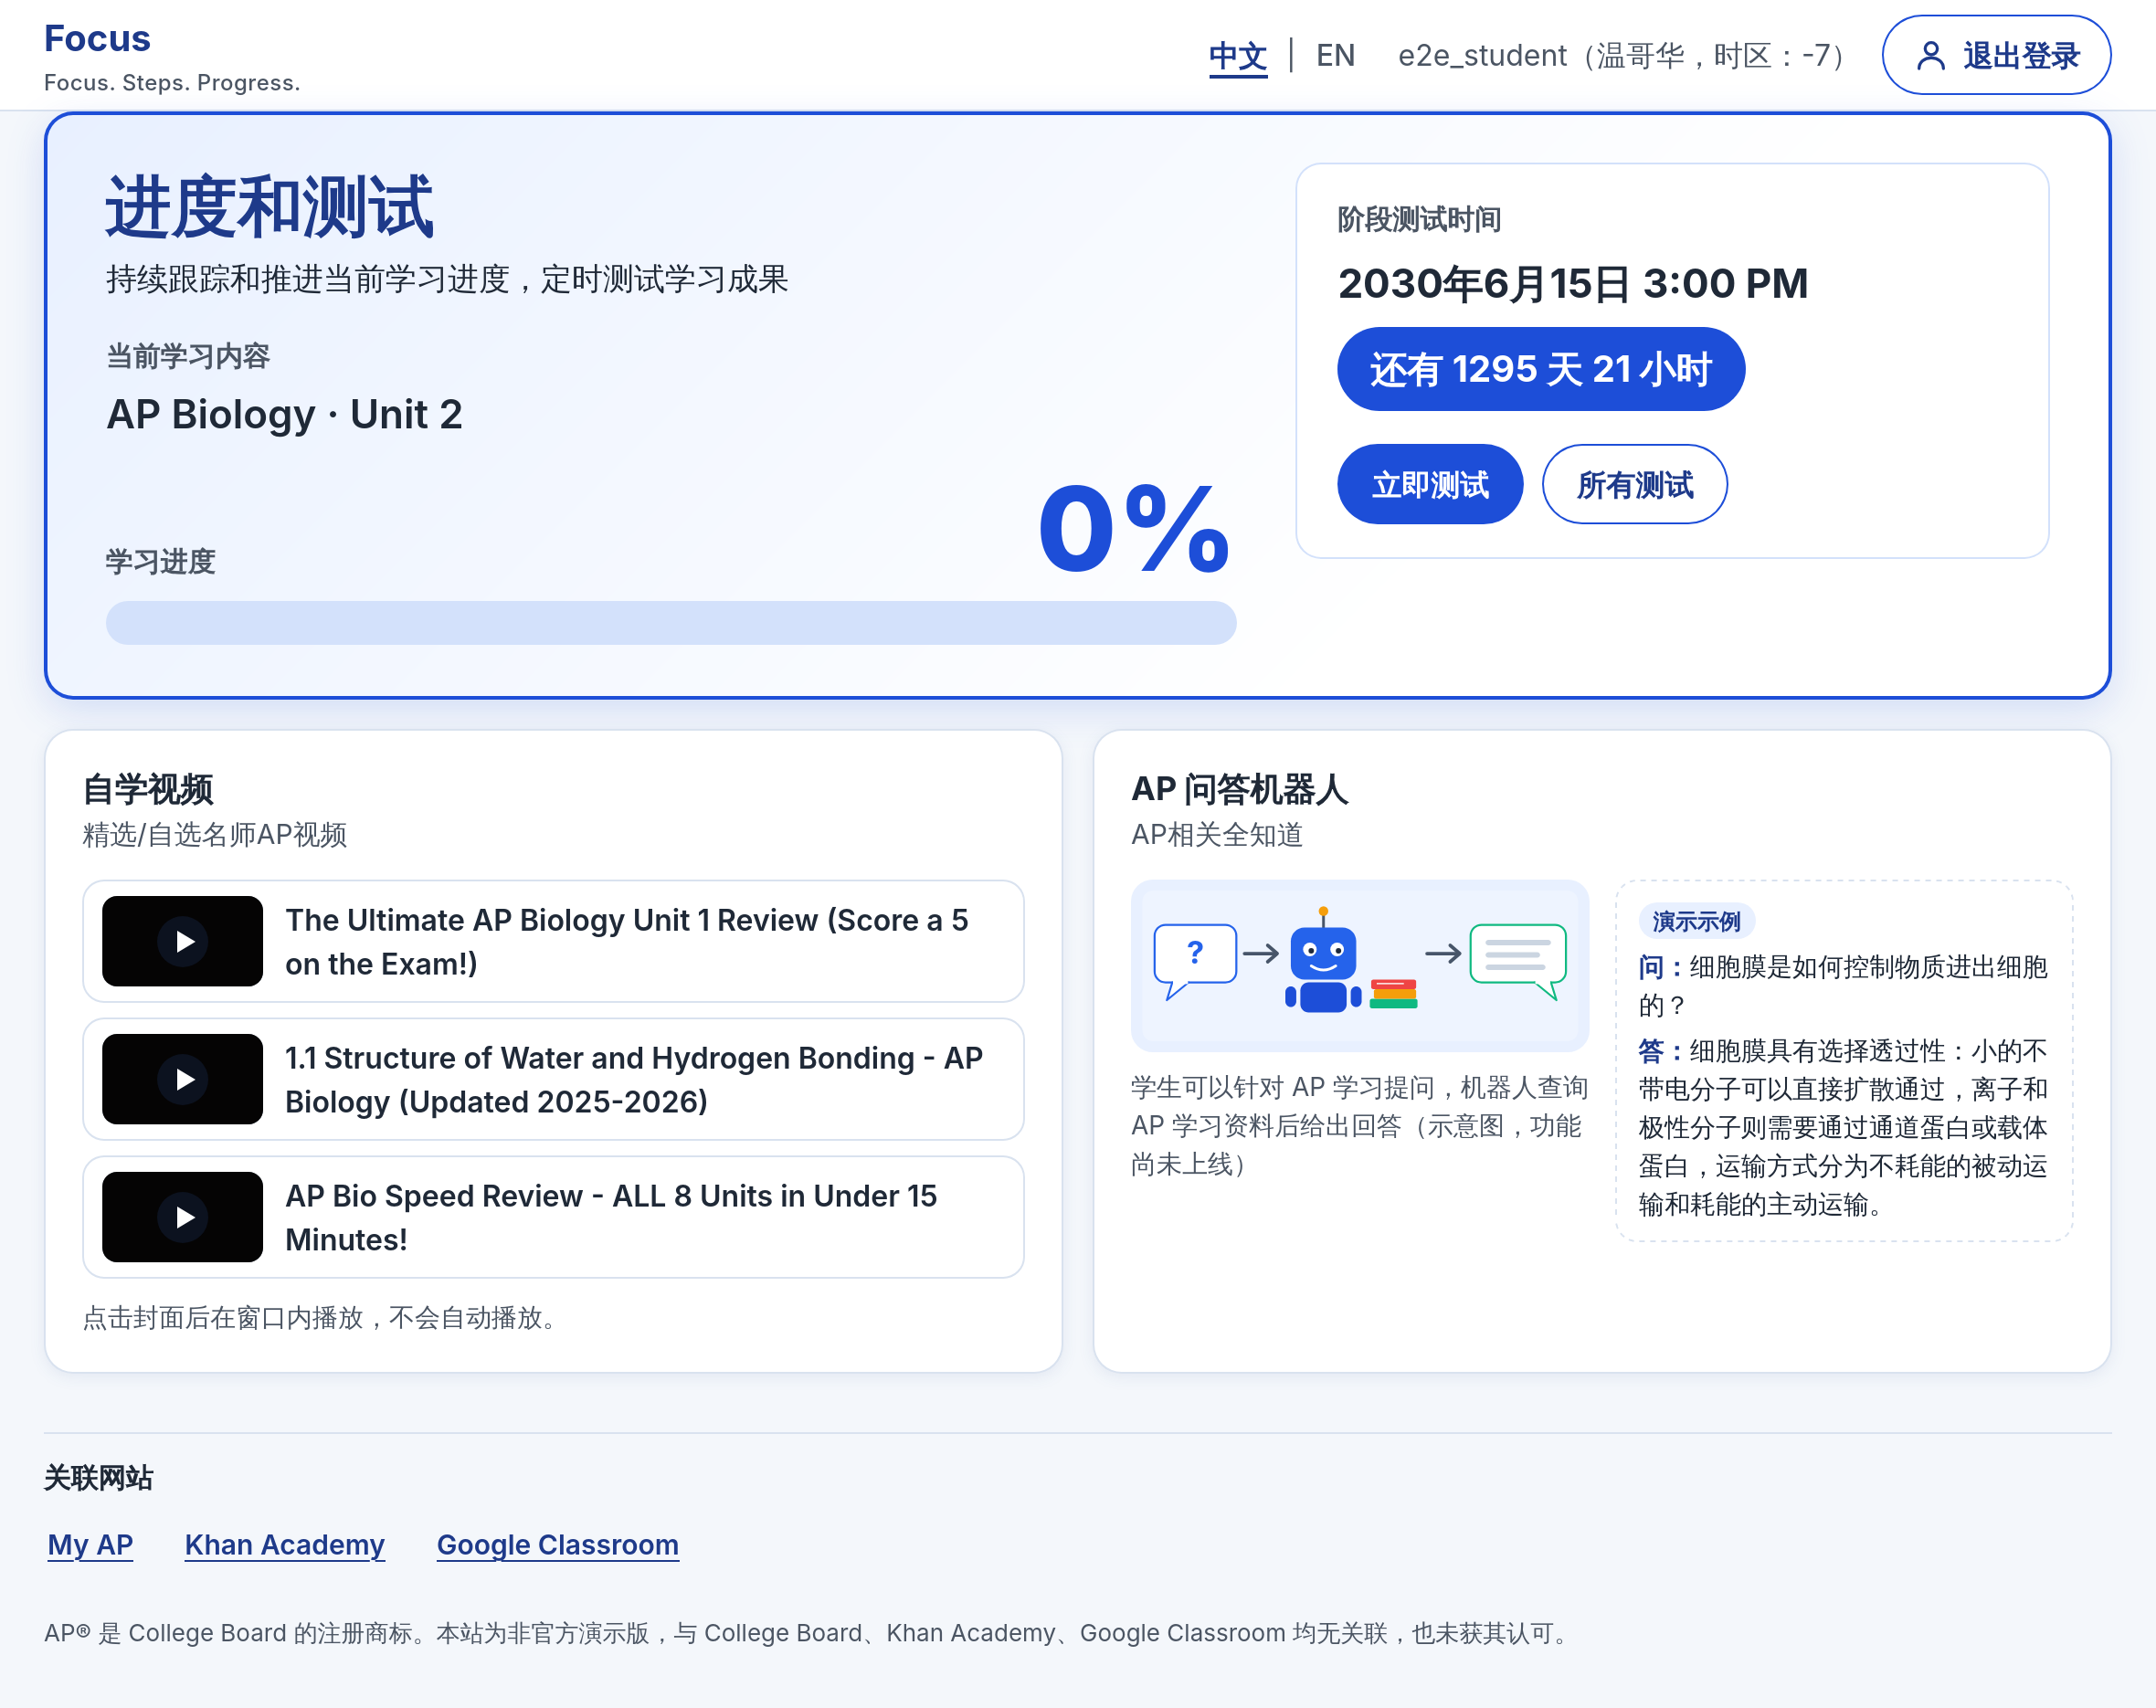 Focus
Focus. Steps. Progress.
中文 | EN e2e_student（温哥华，时区：-7） 退出登录
进度和测试
持续跟踪和推进当前学习进度，定时测试学习成果
当前学习内容
AP Biology · Unit 2
学习进度
0%
阶段测试时间
2030年6月15日 3:00 PM
还有 1295 天 21 小时
立即测试 所有测试
自学视频
精选/自选名师AP视频
The Ultimate AP Biology Unit 1 Review (Score a 5
on the Exam!)
1.1 Structure of Water and Hydrogen Bonding - AP
Biology (Updated 2025-2026)
AP Bio Speed Review - ALL 8 Units in Under 15
Minutes!
点击封面后在窗口内播放，不会自动播放。
AP 问答机器人
AP相关全知道
?
学生可以针对 AP 学习提问，机器人查询
AP 学习资料后给出回答（示意图，功能
尚未上线）
演示示例
问：细胞膜是如何控制物质进出细胞
的？
答：细胞膜具有选择透过性：小的不
带电分子可以直接扩散通过，离子和
极性分子则需要通过通道蛋白或载体
蛋白，运输方式分为不耗能的被动运
输和耗能的主动运输。
关联网站
My AP Khan Academy Google Classroom
AP® 是 College Board 的注册商标。本站为非官方演示版，与 College Board、Khan Academy、Google Classroom 均无关联，也未获其认可。